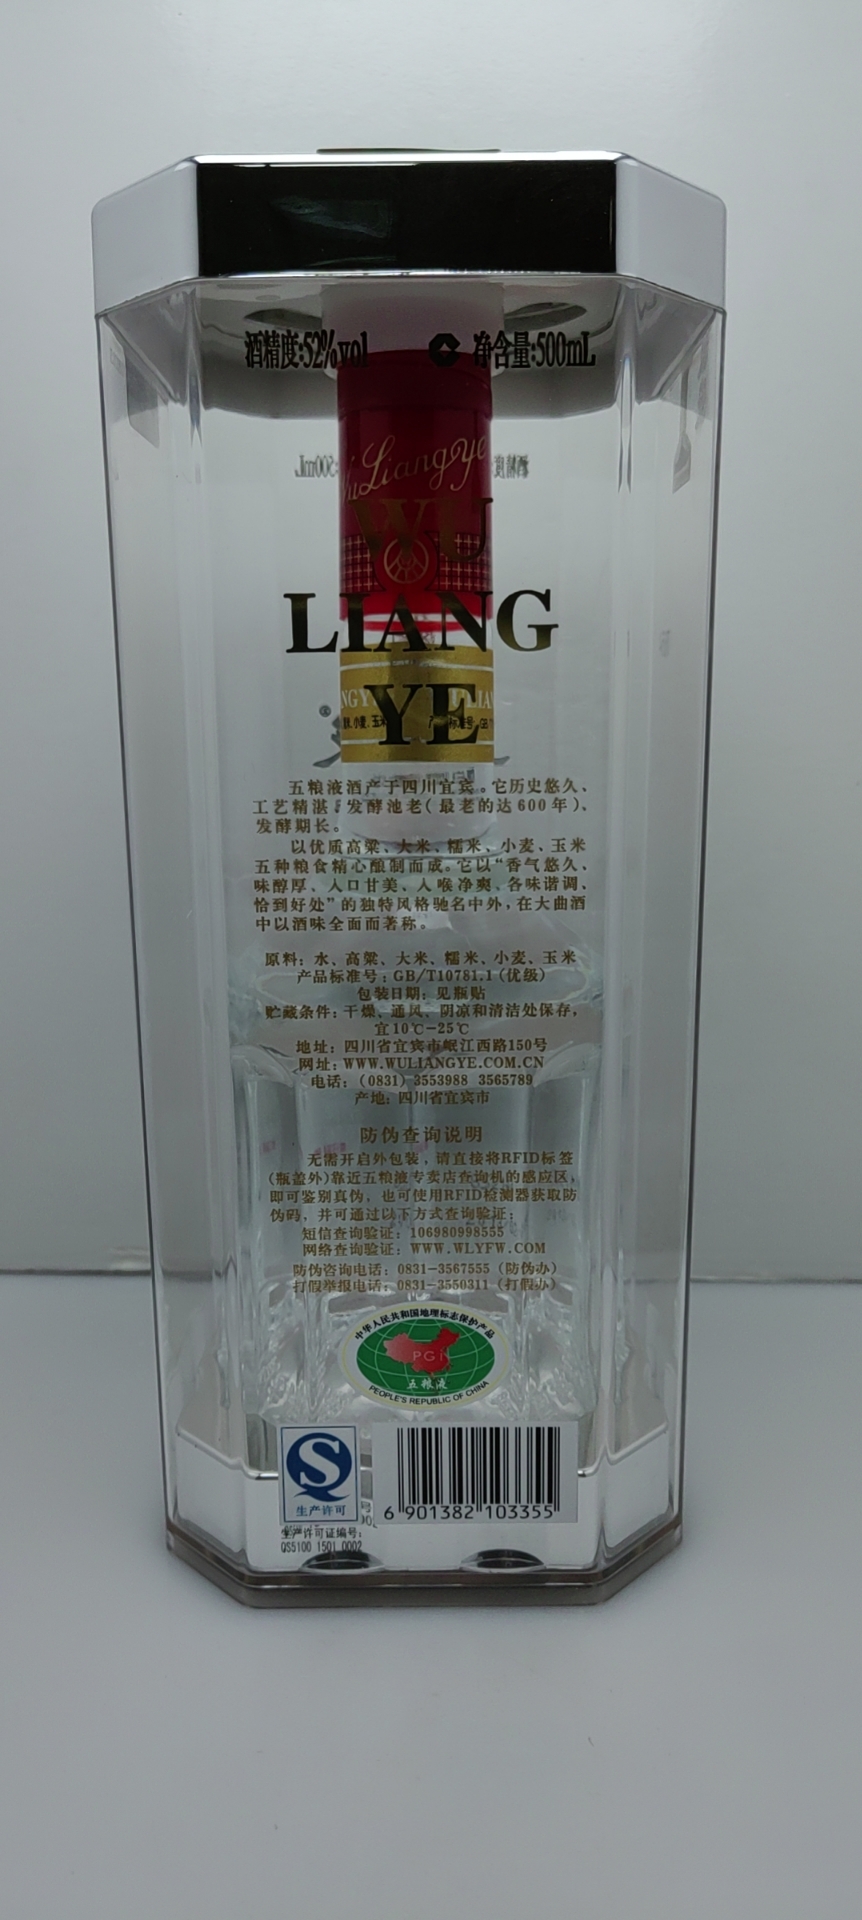 酒精度:52%vol 净含量:500mL
WuLiangye
WU
LIANG
YE
五粮液酒产于四川宜宾。它历史悠久、
工艺精湛；发酵池老(最老的达600年)、
发酵期长。
以优质高粱、大米、糯米、小麦、玉米
五种粮食精心酿制而成。它以“香气悠久、
味醇厚、入口甘美、入喉净爽、各味谐调、
恰到好处”的独特风格驰名中外,在大曲酒
中以酒味全面而著称。
原料：水、高粱、大米、糯米、小麦、玉米
产品标准号：GB/T10781.1(优级)
包装日期：见瓶贴
贮藏条件：干燥、通风、阴凉和清洁处保存，
宜10℃-25℃
地址：四川省宜宾市岷江西路150号
网址：WWW.WULIANGYE.COM.CN
电话：(0831) 3553988 3565789
产地：四川省宜宾市
防伪查询说明
无需开启外包装,请直接将RFID标签
(瓶盖外)靠近五粮液专卖店查询机的感应区,
即可鉴别真伪，也可使用RFID检测器获取防
伪码，并可通过以下方式查询验证：
短信查询验证：106980998555
网络查询验证：WWW.WLYFW.COM
防伪咨询电话：0831-3567555 (防伪办)
打假举报电话：0831-3550311 (打假办)
中华人民共和国地理标志保护产品
PGI
五粮液
PEOPLE'S REPUBLIC OF CHINA
S
生产许可
6 901382 103355
生产许可证编号：
QS5100 1501 0002